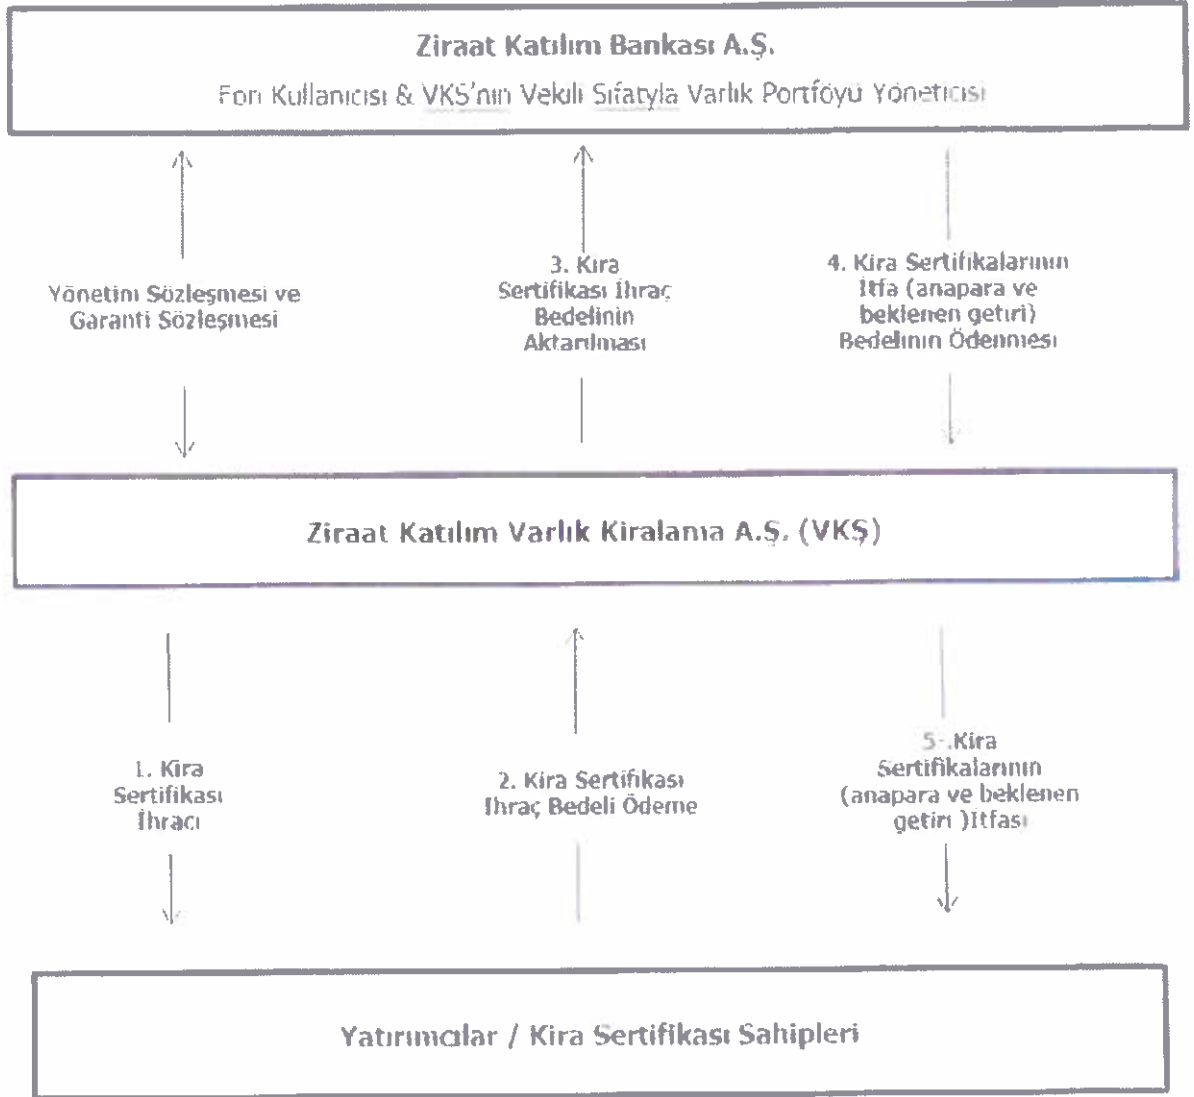 Ziraat Katılım Bankası A.Ş.
Fon Kullanıcısı & VKS'nın Vekili Sıfatyla Varlık Portföyü Yöneticisi
Yönetim Sözleşmesi ve
Garanti Sözleşmesi
3. Kira
Sertifikası İhraç
Bedelinin
Aktarılması
4. Kira Sertifikalarının
İtfa (anapara ve
beklenen getiri)
Bedelinin Ödenmesi
Ziraat Katılım Varlık Kiralama A.Ş. (VKŞ)
1. Kira
Sertifikası
İhracı
2. Kira Sertifikası
İhraç Bedeli Ödeme
5-.Kira
Sertifikalarının
(anapara ve beklenen
getiri )İtfası
Yatırımcılar / Kira Sertifikası Sahipleri